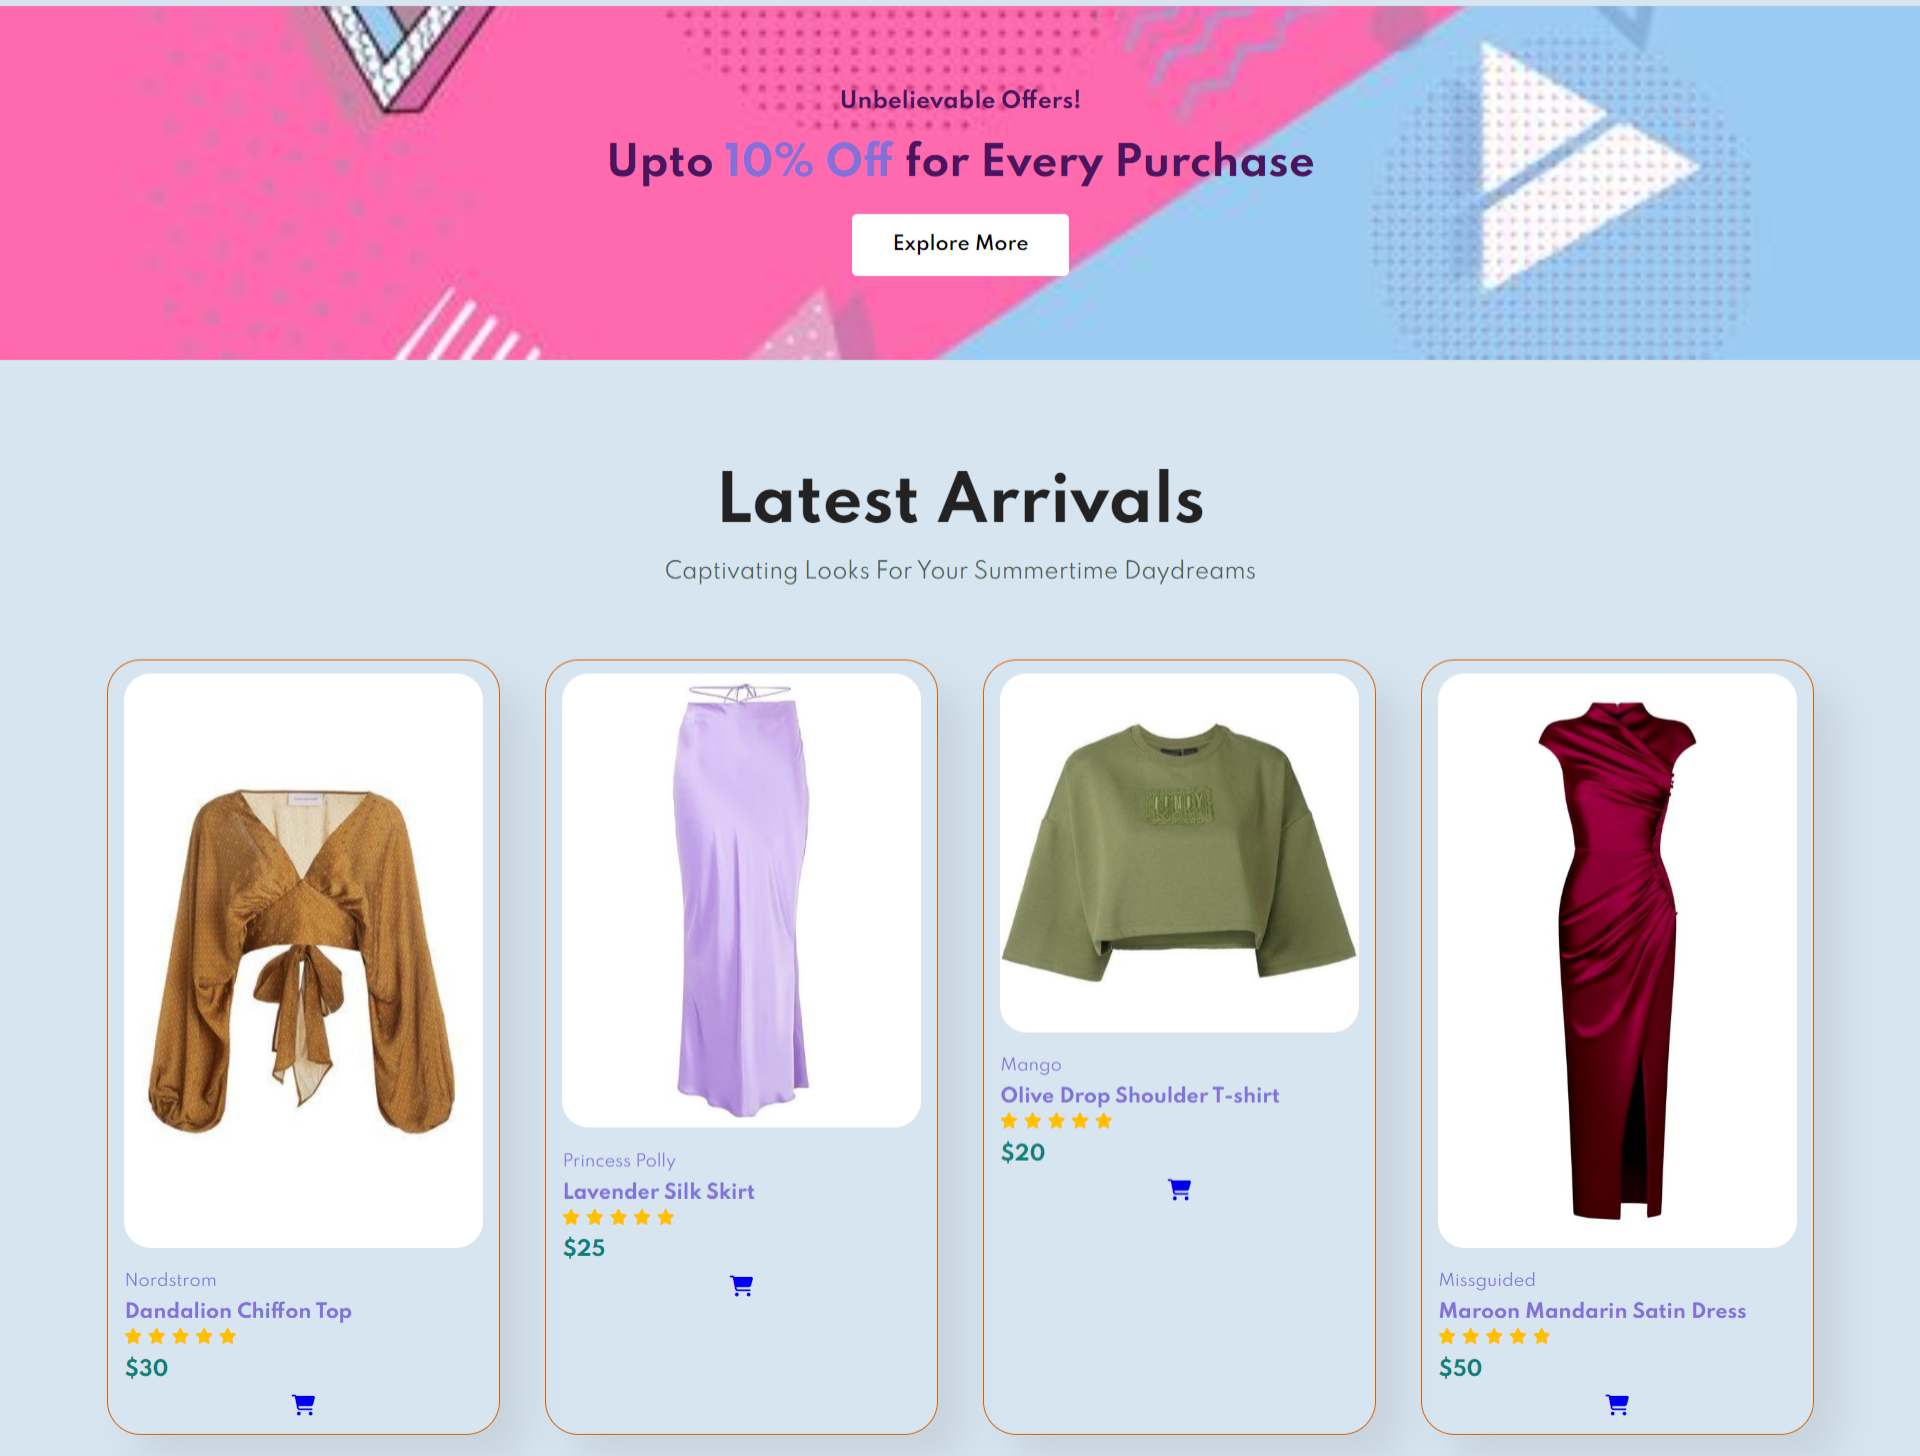 Unbelievable Offers!
Upto 10% Off for Every Purchase
Explore More
Latest Arrivals
Captivating Looks For Your Summertime Daydreams
Nordstrom
Dandalion Chiffon Top
$30
Princess Polly
Lavender Silk Skirt
$25
Mango
Olive Drop Shoulder T-shirt
$20
Missguided
Maroon Mandarin Satin Dress
$50